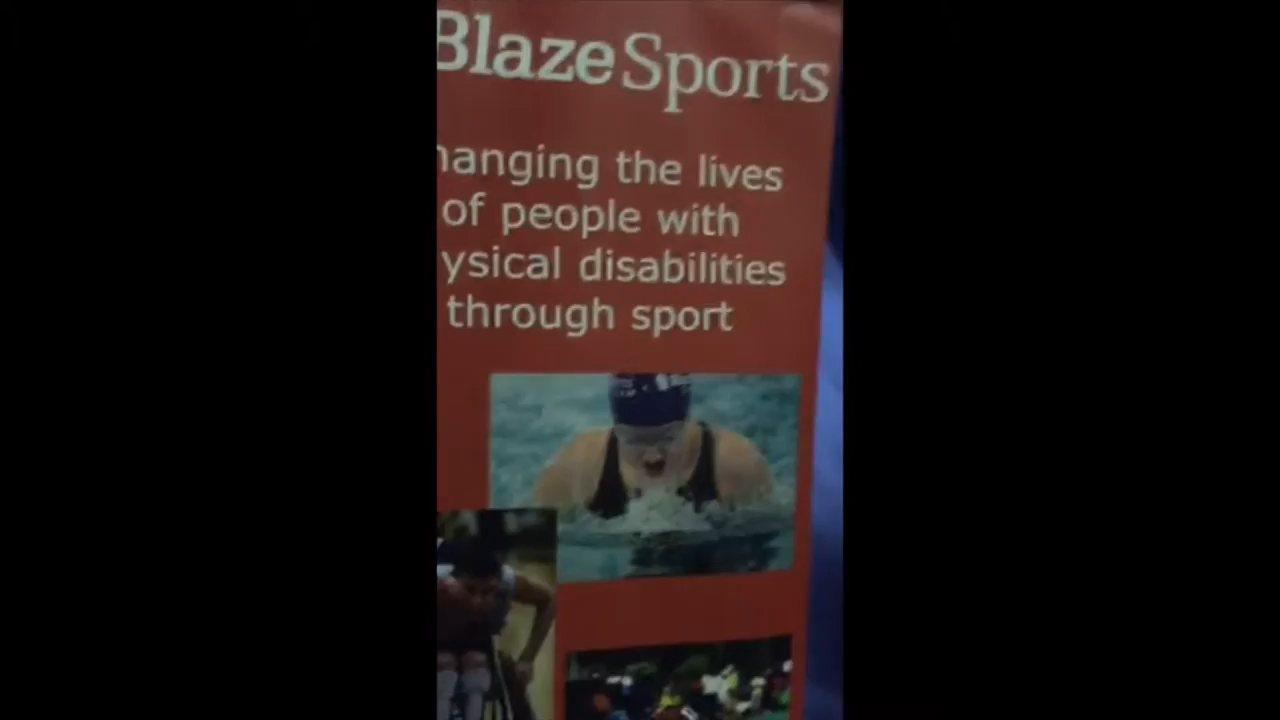 BlazeSports
hanging the lives
of people with
ysical disabilities
through sport